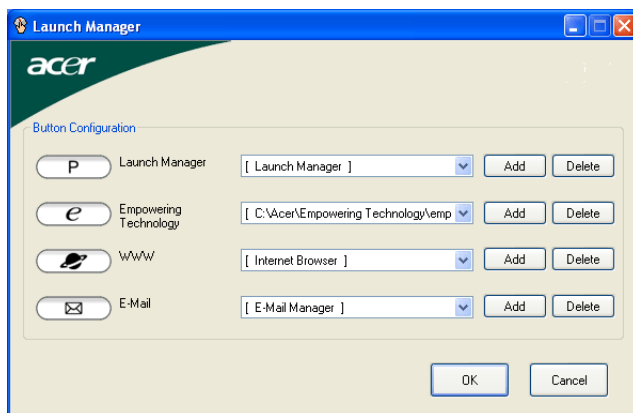 Launch Manager
acer
Button Configuration
P Launch Manager [ Launch Manager ] Add Delete
e Empowering Technology [ C:\Acer\Empowering Technology\emp Add Delete
WWW [ Internet Browser ] Add Delete
E-Mail [ E-Mail Manager ] Add Delete
OK Cancel